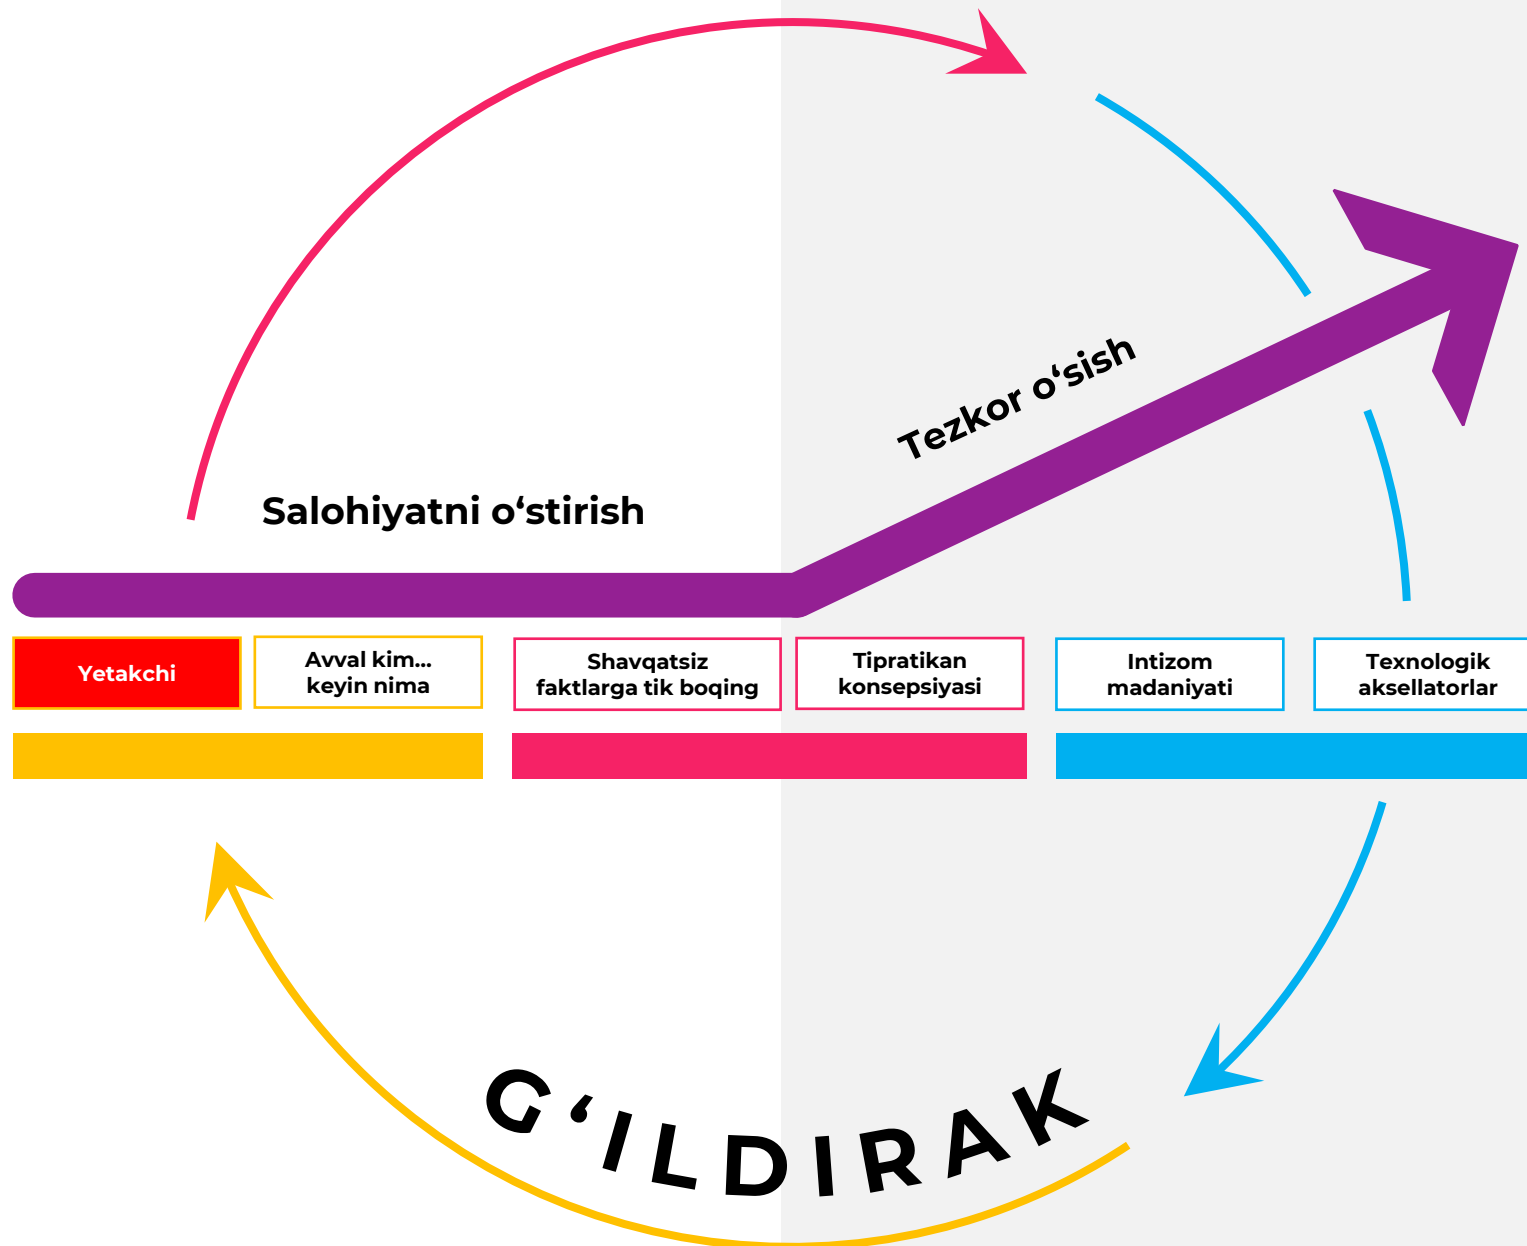 Tezkor o‘sish
Salohiyatni o‘stirish
Yetakchi
Avval kim...
keyin nima
Shavqatsiz
faktlarga tik boqing
Tipratikan
konsepsiyasi
Intizom
madaniyati
Texnologik
aksellatorlar
G‘ILDIRAK